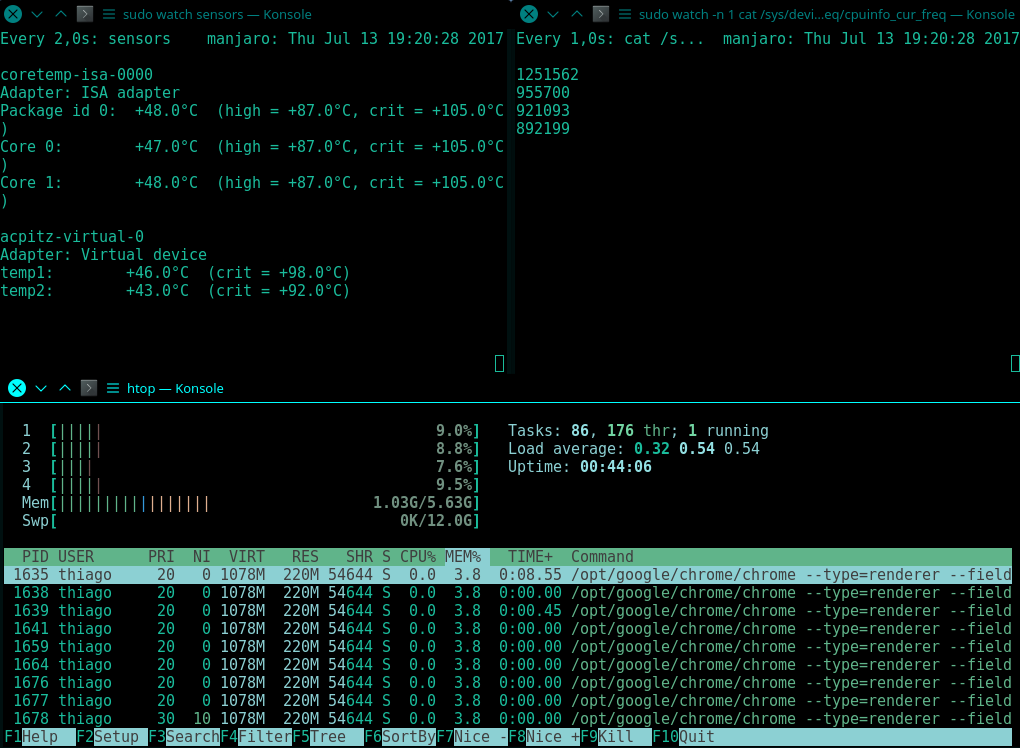 sudo watch sensors — Konsole
Every 2,0s: sensors    manjaro: Thu Jul 13 19:20:28 2017
coretemp-isa-0000
Adapter: ISA adapter
Package id 0:  +48.0°C  (high = +87.0°C, crit = +105.0°C
)
Core 0:        +47.0°C  (high = +87.0°C, crit = +105.0°C
)
Core 1:        +48.0°C  (high = +87.0°C, crit = +105.0°C
)
acpitz-virtual-0
Adapter: Virtual device
temp1:        +46.0°C  (crit = +98.0°C)
temp2:        +43.0°C  (crit = +92.0°C)
sudo watch -n 1 cat /sys/devi...eq/cpuinfo_cur_freq — Konsole
Every 1,0s: cat /s...  manjaro: Thu Jul 13 19:20:28 2017
1251562
955700
921093
892199
htop — Konsole
1  [|||||                                     9.0%]
2  [|||||                                     8.8%]
3  [||||                                      7.6%]
4  [|||||                                     9.5%]
Mem[|||||||||||||||||                  1.03G/5.63G]
Swp[                                      0K/12.0G]
Tasks: 86, 176 thr; 1 running
Load average: 0.32 0.54 0.54
Uptime: 00:44:06
PID USER      PRI  NI  VIRT   RES   SHR S CPU% MEM%   TIME+  Command
1635 thiago     20   0 1078M  220M 54644 S  0.0  3.8  0:08.55 /opt/google/chrome/chrome --type=renderer --field
1638 thiago     20   0 1078M  220M 54644 S  0.0  3.8  0:00.00 /opt/google/chrome/chrome --type=renderer --field
1639 thiago     20   0 1078M  220M 54644 S  0.0  3.8  0:00.45 /opt/google/chrome/chrome --type=renderer --field
1641 thiago     20   0 1078M  220M 54644 S  0.0  3.8  0:00.00 /opt/google/chrome/chrome --type=renderer --field
1659 thiago     20   0 1078M  220M 54644 S  0.0  3.8  0:00.00 /opt/google/chrome/chrome --type=renderer --field
1664 thiago     20   0 1078M  220M 54644 S  0.0  3.8  0:00.00 /opt/google/chrome/chrome --type=renderer --field
1676 thiago     20   0 1078M  220M 54644 S  0.0  3.8  0:00.00 /opt/google/chrome/chrome --type=renderer --field
1677 thiago     20   0 1078M  220M 54644 S  0.0  3.8  0:00.00 /opt/google/chrome/chrome --type=renderer --field
1678 thiago     30  10 1078M  220M 54644 S  0.0  3.8  0:00.00 /opt/google/chrome/chrome --type=renderer --field
F1Help  F2Setup F3SearchF4FilterF5Tree  F6SortByF7Nice -F8Nice +F9Kill  F10Quit